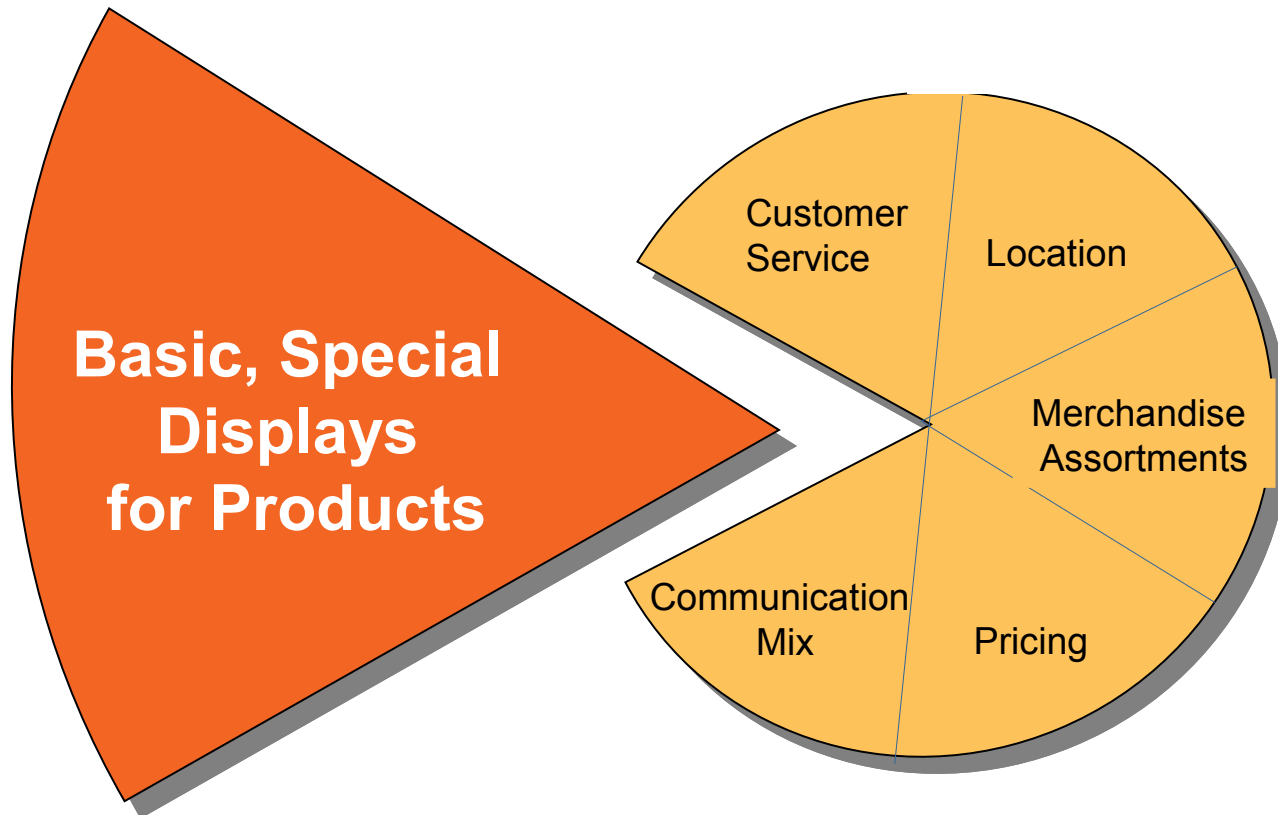 Basic, Special
Displays
for Products
Customer
Service
Location
Merchandise
Assortments
Communication
Mix
Pricing